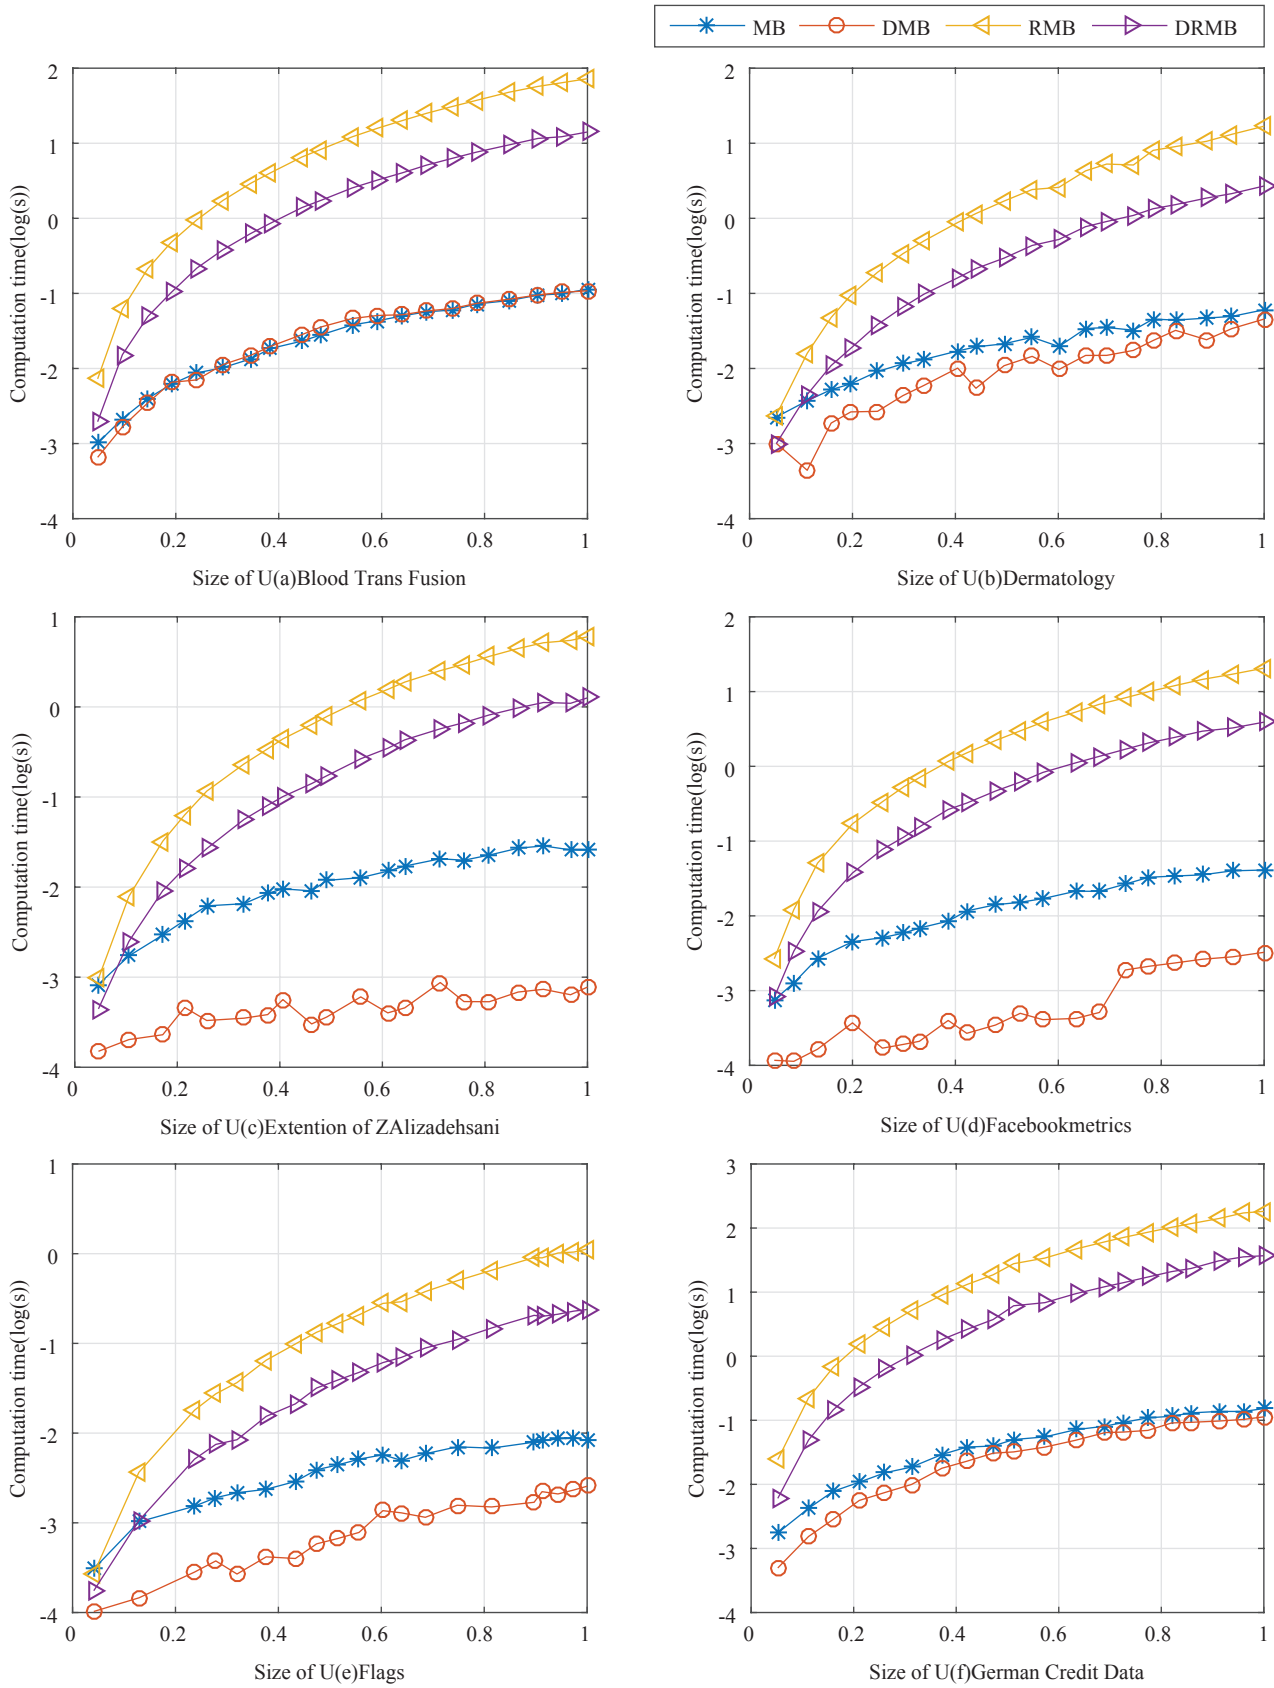 MB DMB RMB DRMB
2
1
0
-1
-2
-3
-4
Computation time(log(s))
0 0.2 0.4 0.6 0.8 1
Size of U(a)Blood Trans Fusion
2
1
0
-1
-2
-3
-4
Computation time(log(s))
0 0.2 0.4 0.6 0.8 1
Size of U(b)Dermatology
1
0
-1
-2
-3
-4
Computation time(log(s))
0 0.2 0.4 0.6 0.8 1
Size of U(c)Extention of ZAlizadehsani
2
1
0
-1
-2
-3
-4
Computation time(log(s))
0 0.2 0.4 0.6 0.8 1
Size of U(d)Facebookmetrics
1
0
-1
-2
-3
-4
Computation time(log(s))
0 0.2 0.4 0.6 0.8 1
Size of U(e)Flags
3
2
1
0
-1
-2
-3
-4
Computation time(log(s))
0 0.2 0.4 0.6 0.8 1
Size of U(f)German Credit Data